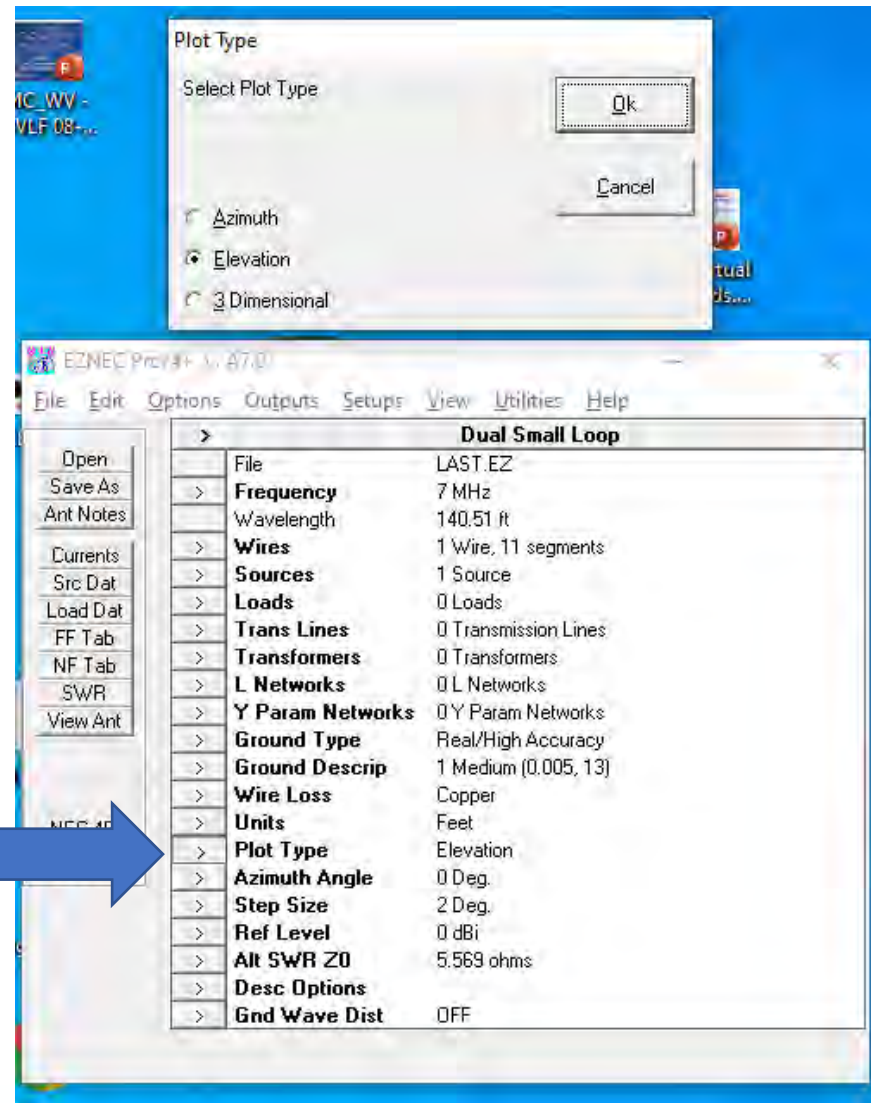 Plot Type
Select Plot Type
Ok
Cancel
Azimuth
Elevation
3 Dimensional
MC_WV -
VLF 08-...
tual
ds....
EZNEC Pro/4+ v. A7.0
File Edit Options Outputs Setups View Utilities Help
Open
Save As
Ant Notes
Currents
Src Dat
Load Dat
FF Tab
NF Tab
SWR
View Ant
> Dual Small Loop
File LAST.EZ
> Frequency 7 MHz
Wavelength 140.51 ft
> Wires 1 Wire, 11 segments
> Sources 1 Source
> Loads 0 Loads
> Trans Lines 0 Transmission Lines
> Transformers 0 Transformers
> L Networks 0 L Networks
> Y Param Networks 0 Y Param Networks
> Ground Type Real/High Accuracy
> Ground Descrip 1 Medium (0.005, 13)
> Wire Loss Copper
> Units Feet
> Plot Type Elevation
> Azimuth Angle 0 Deg.
> Step Size 2 Deg.
> Ref Level 0 dBi
> Alt SWR Z0 5.569 ohms
> Desc Options
> Gnd Wave Dist OFF